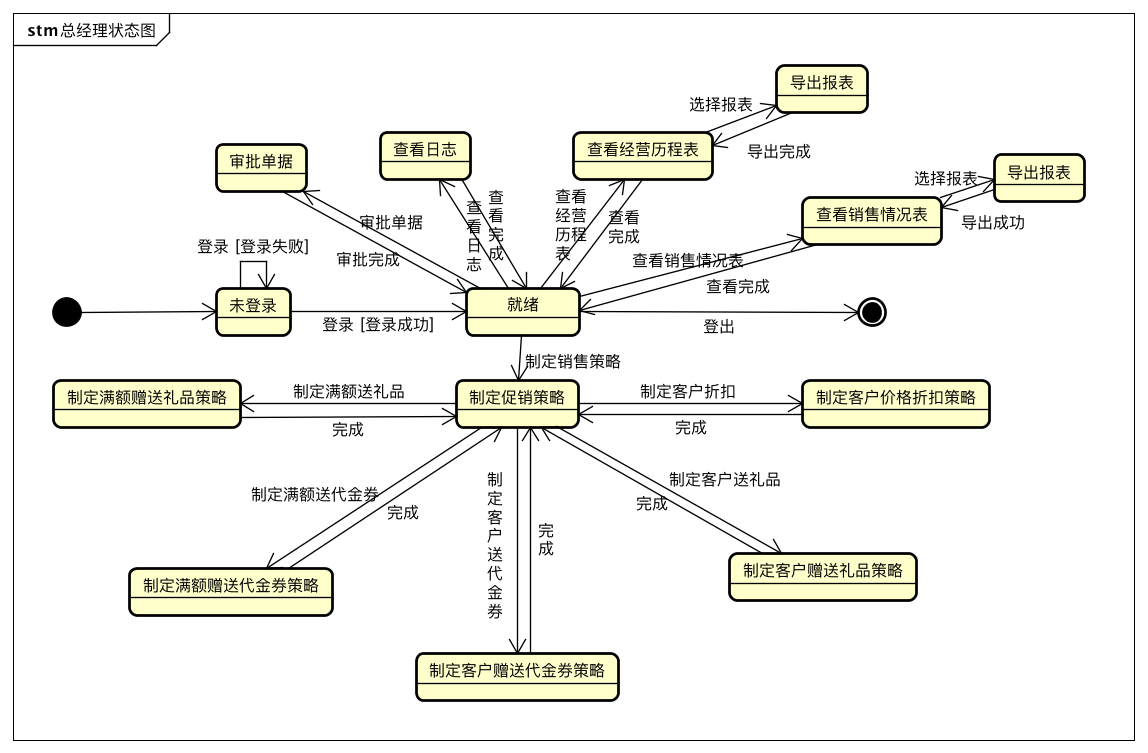 stm 总经理状态图
导出报表
选择报表
查看日志
查看经营历程表
审批单据
导出完成
导出报表
选择报表
查看
经营
历程
表
查看
完成
查看销售情况表
导出成功
查
看
日
志
查
看
完
成
审批单据
登录 [登录失败]
审批完成
查看销售情况表
查看完成
未登录
就绪
登录 [登录成功]
登出
制定销售策略
制定满额赠送礼品策略
制定满额送礼品
制定促销策略
制定客户折扣
制定客户价格折扣策略
完成
完成
制定满额送代金券
完成
制
定
客
户
送
代
金
券
完
成
制定客户送礼品
完成
制定满额赠送代金券策略
制定客户赠送礼品策略
制定客户赠送代金券策略